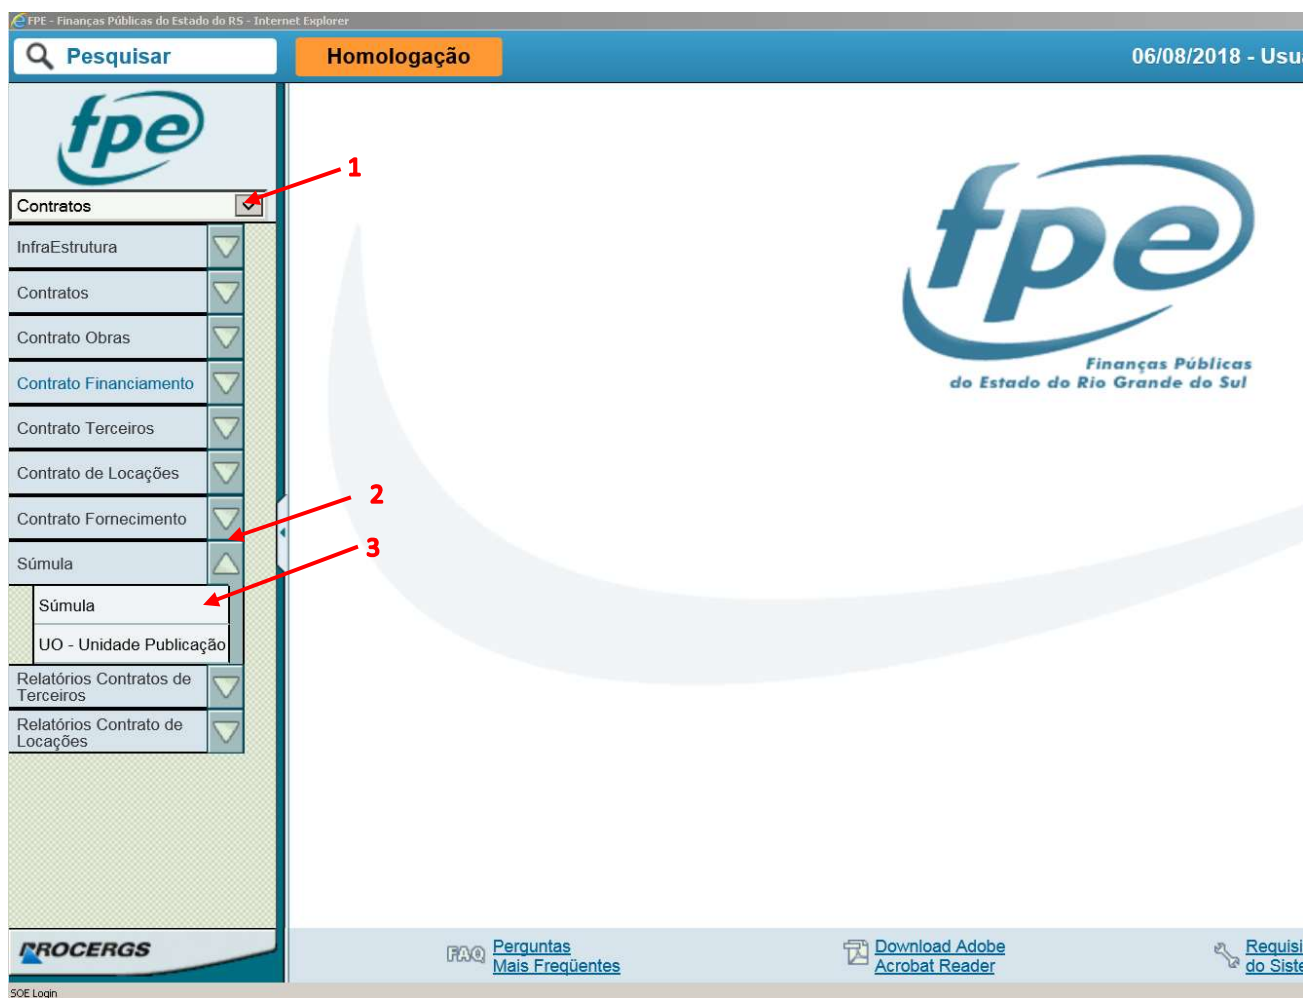 FPE - Finanças Públicas do Estado do RS - Internet Explorer
Pesquisar
Homologação
06/08/2018 - Usu
fpe
1
Contratos
InfraEstrutura
Contratos
Contrato Obras
Contrato Financiamento
Contrato Terceiros
Contrato de Locações
Contrato Fornecimento
2
Súmula
3
Súmula
UO - Unidade Publicação
Relatórios Contratos de
Terceiros
Relatórios Contrato de
Locações
fpe
Finanças Públicas
do Estado do Rio Grande do Sul
PROCERGS
FAQ
Perguntas
Mais Freqüentes
Download Adobe
Acrobat Reader
Requisi
do Siste
SOE Login